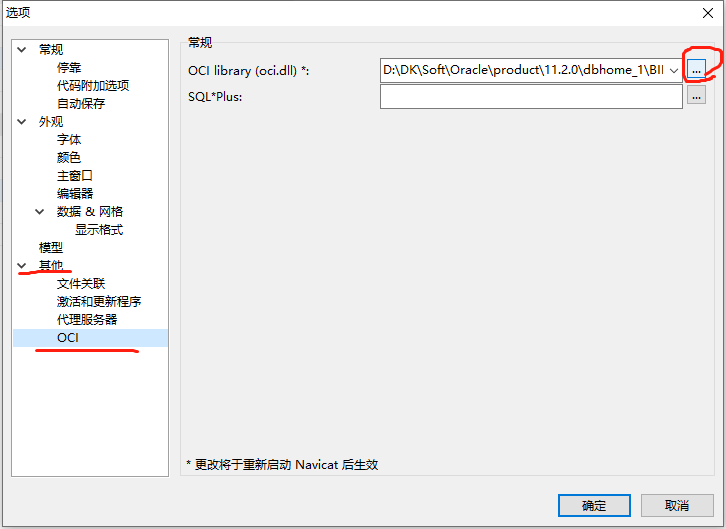 选项
常规
停靠
代码附加选项
自动保存
外观
字体
颜色
主窗口
编辑器
数据 & 网格
显示格式
模型
其他
文件关联
激活和更新程序
代理服务器
OCI
常规
OCI library (oci.dll) *: D:\DK\Soft\Oracle\product\11.2.0\dbhome_1\BII ...
SQL*Plus: ...
* 更改将于重新启动 Navicat 后生效
确定 取消